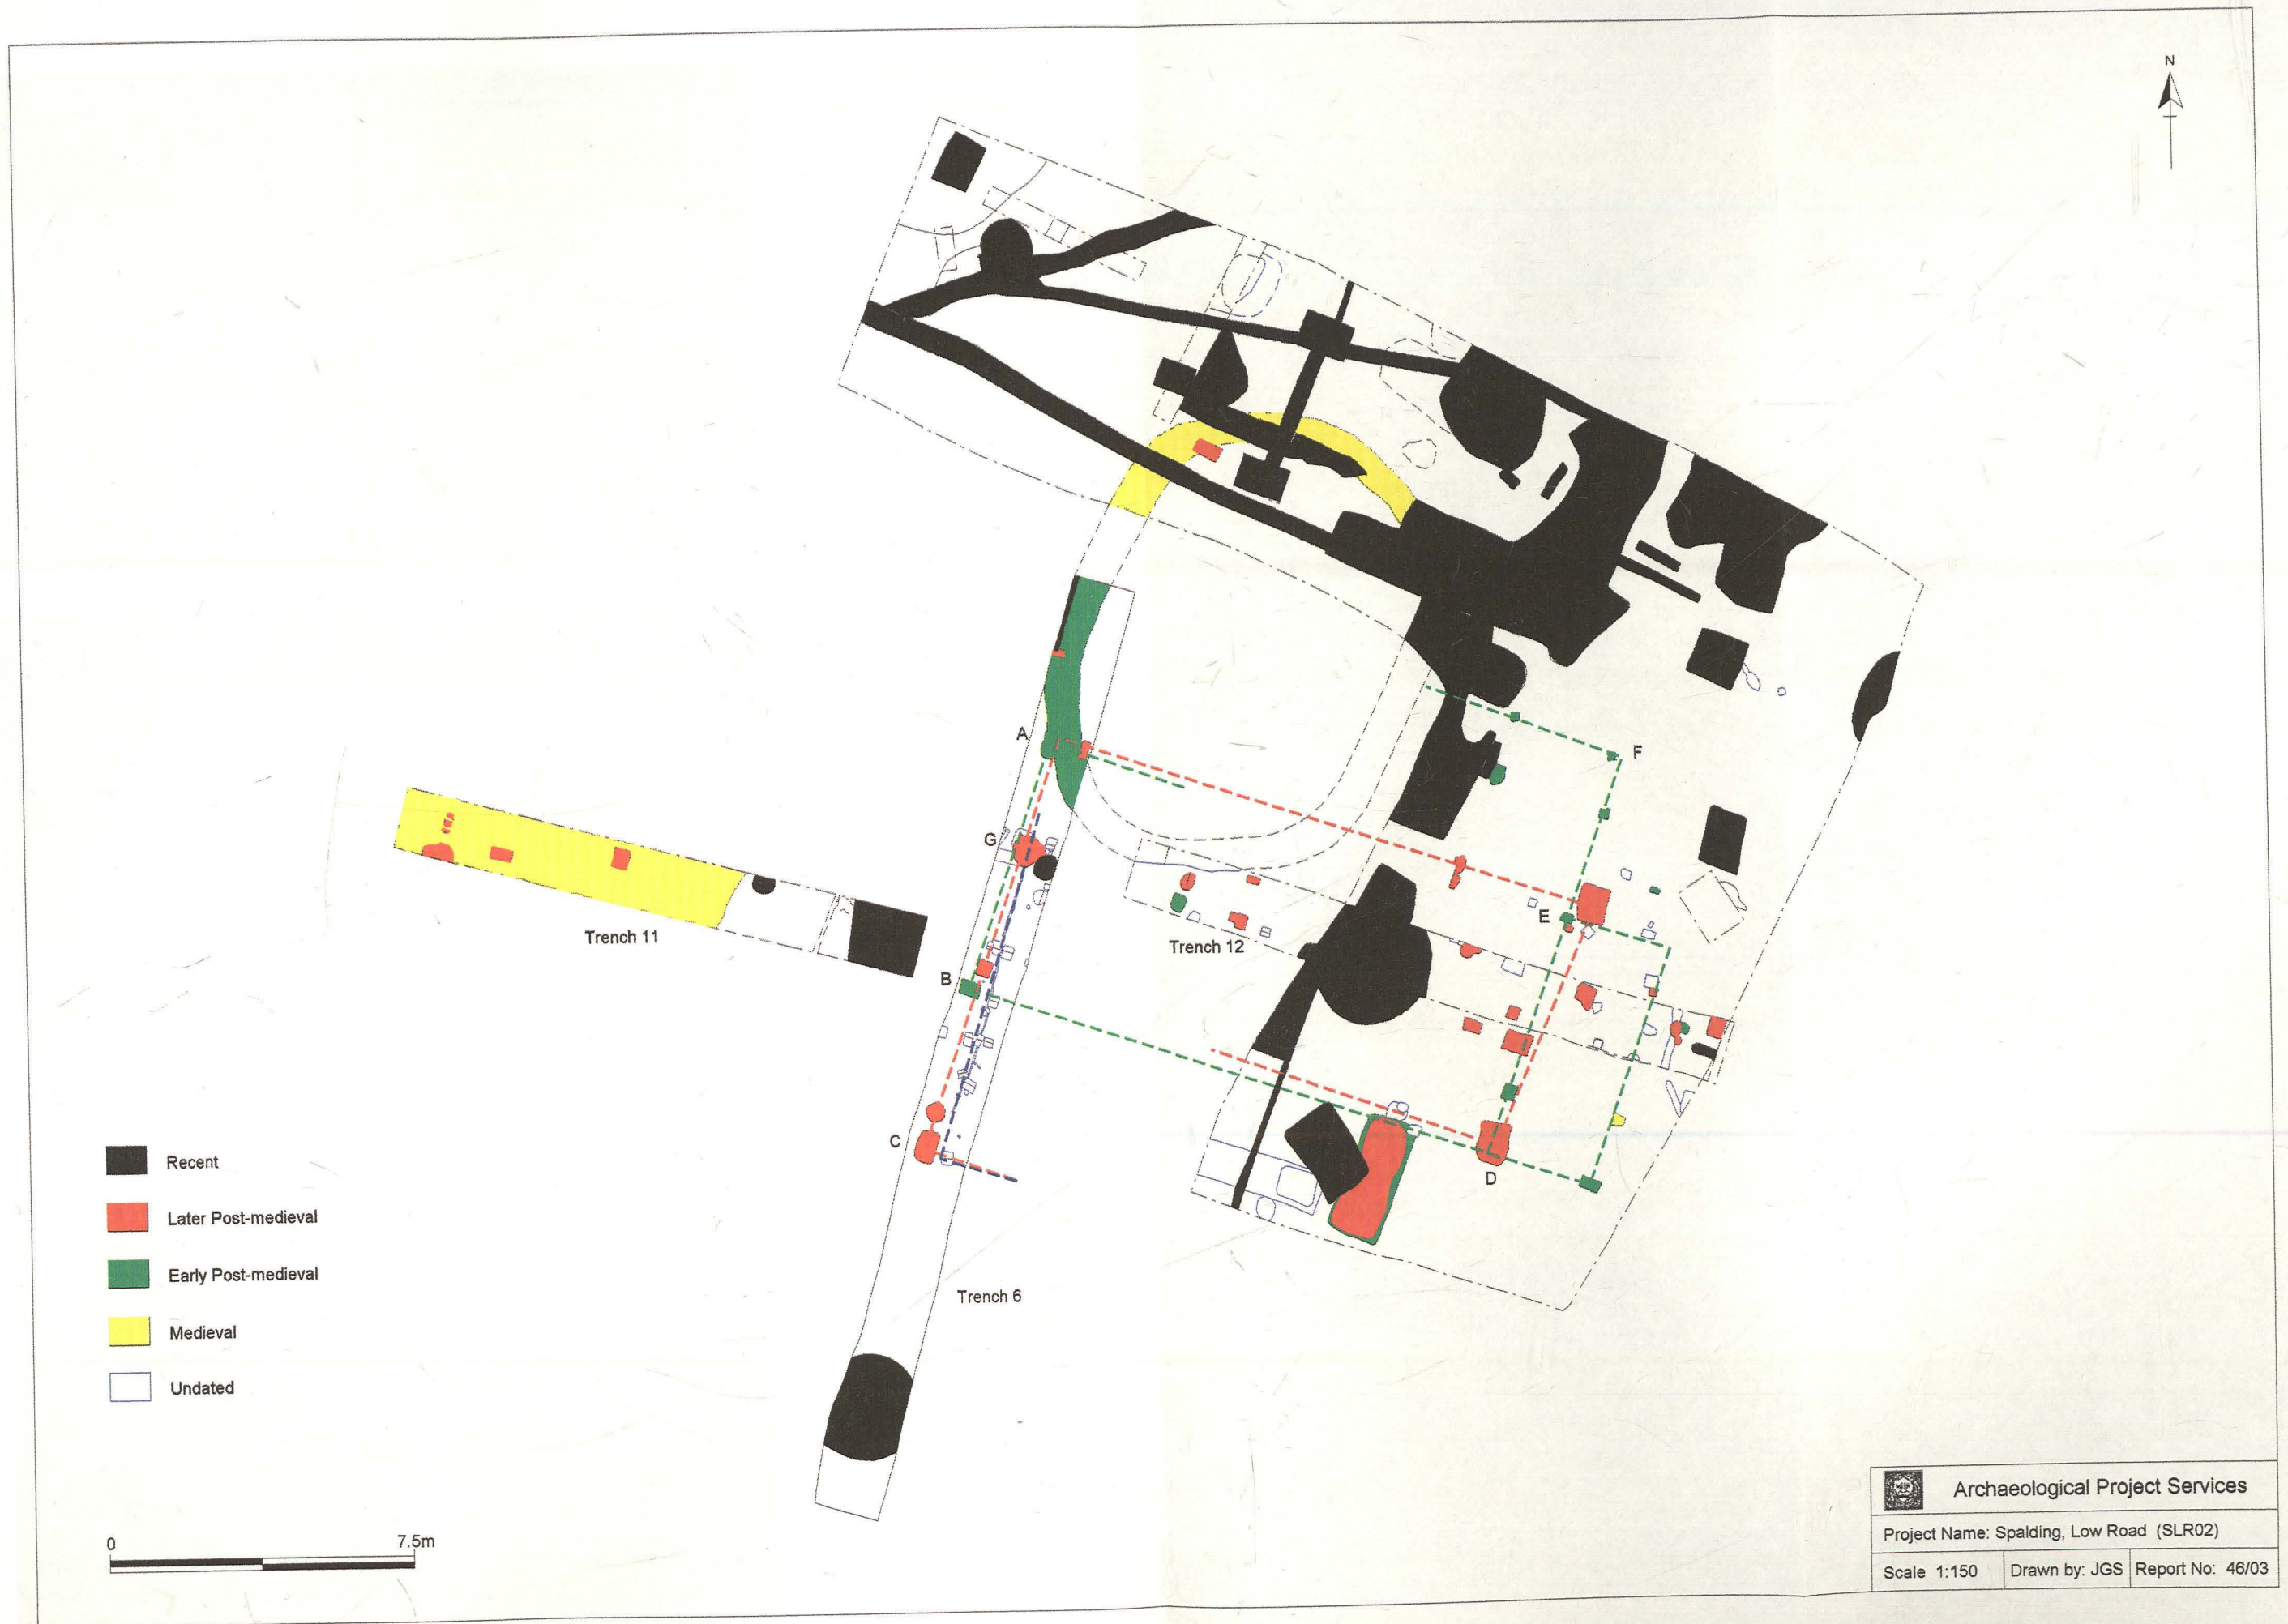 N
A
F
G
E
Trench 11
Trench 12
B
C
D
Trench 6
Recent
Later Post-medieval
Early Post-medieval
Medieval
Undated
0 7.5m
Archaeological Project Services
Project Name: Spalding, Low Road (SLR02)
Scale 1:150 Drawn by: JGS Report No: 46/03